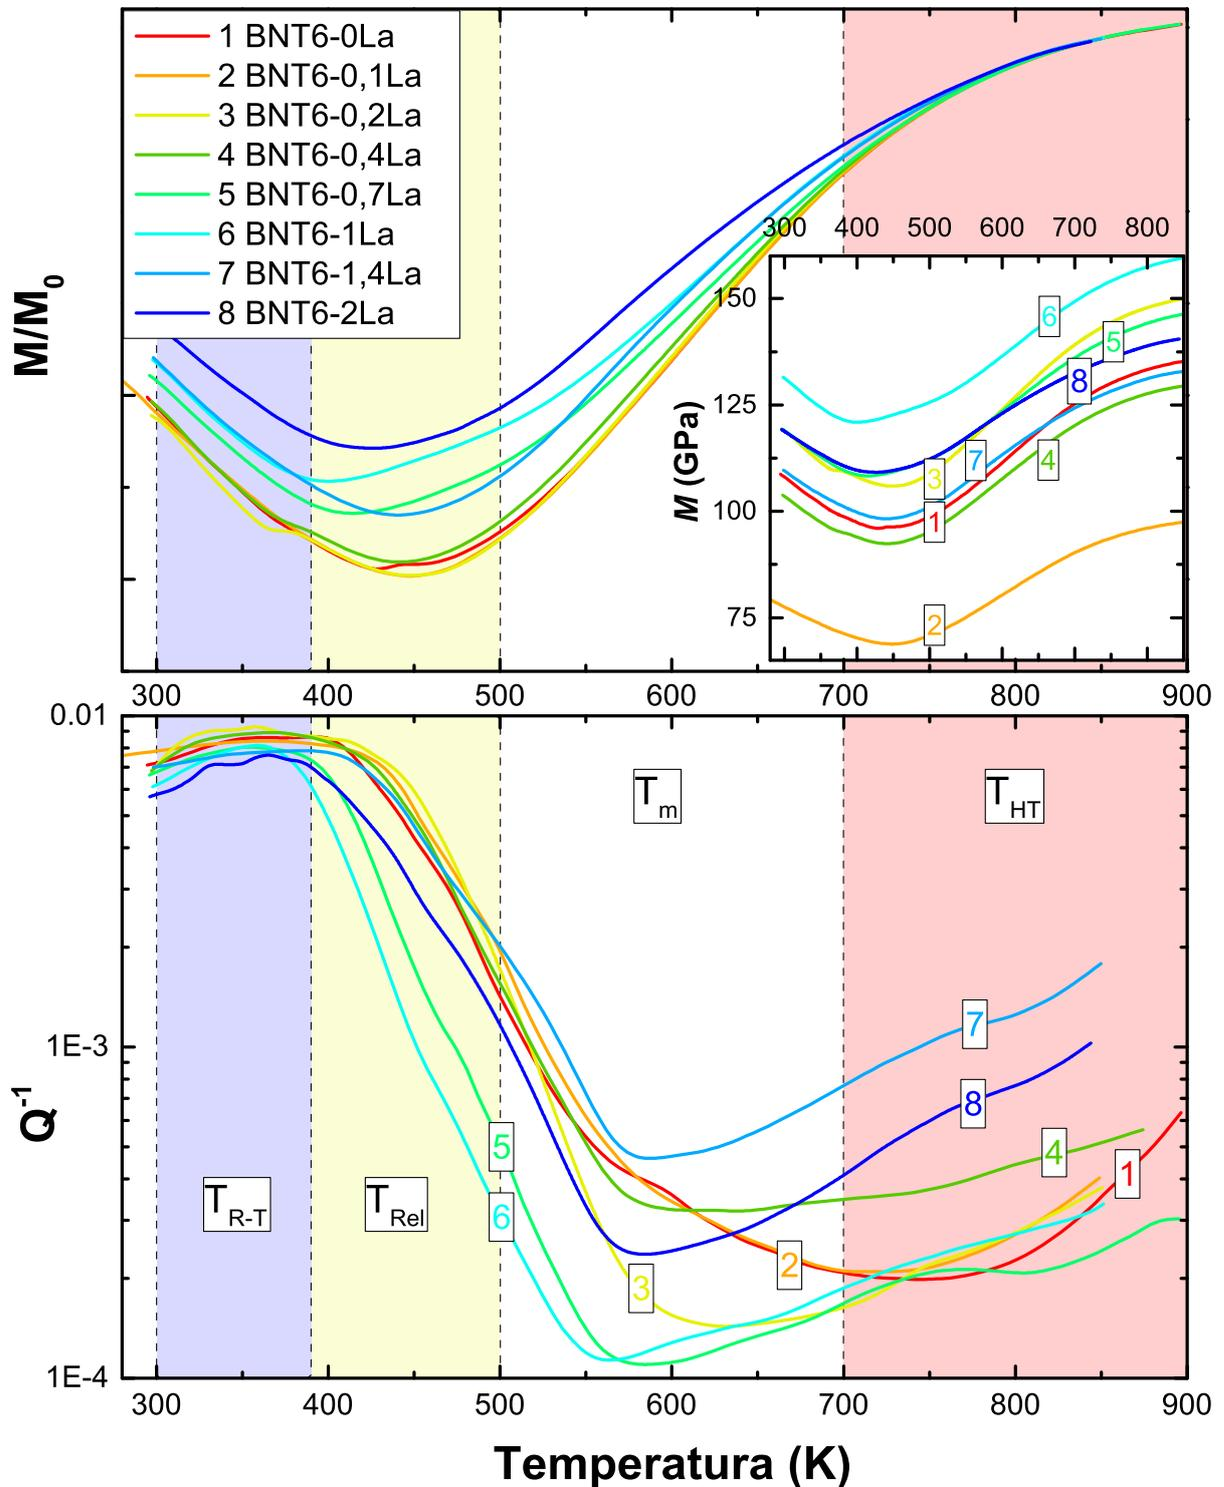 1 BNT6-0La
2 BNT6-0,1La
3 BNT6-0,2La
4 BNT6-0,4La
5 BNT6-0,7La
6 BNT6-1La
7 BNT6-1,4La
8 BNT6-2La
M/M0
300 400 500 600 700 800
150
125
100
75
M (GPa)
6
5
8
3
7
4
1
2
300 400 500 600 700 800 900
0.01
1E-3
1E-4
Q-1
Tm
THT
TR-T
TRel
7
8
4
1
5
6
2
3
300 400 500 600 700 800 900
Temperatura (K)